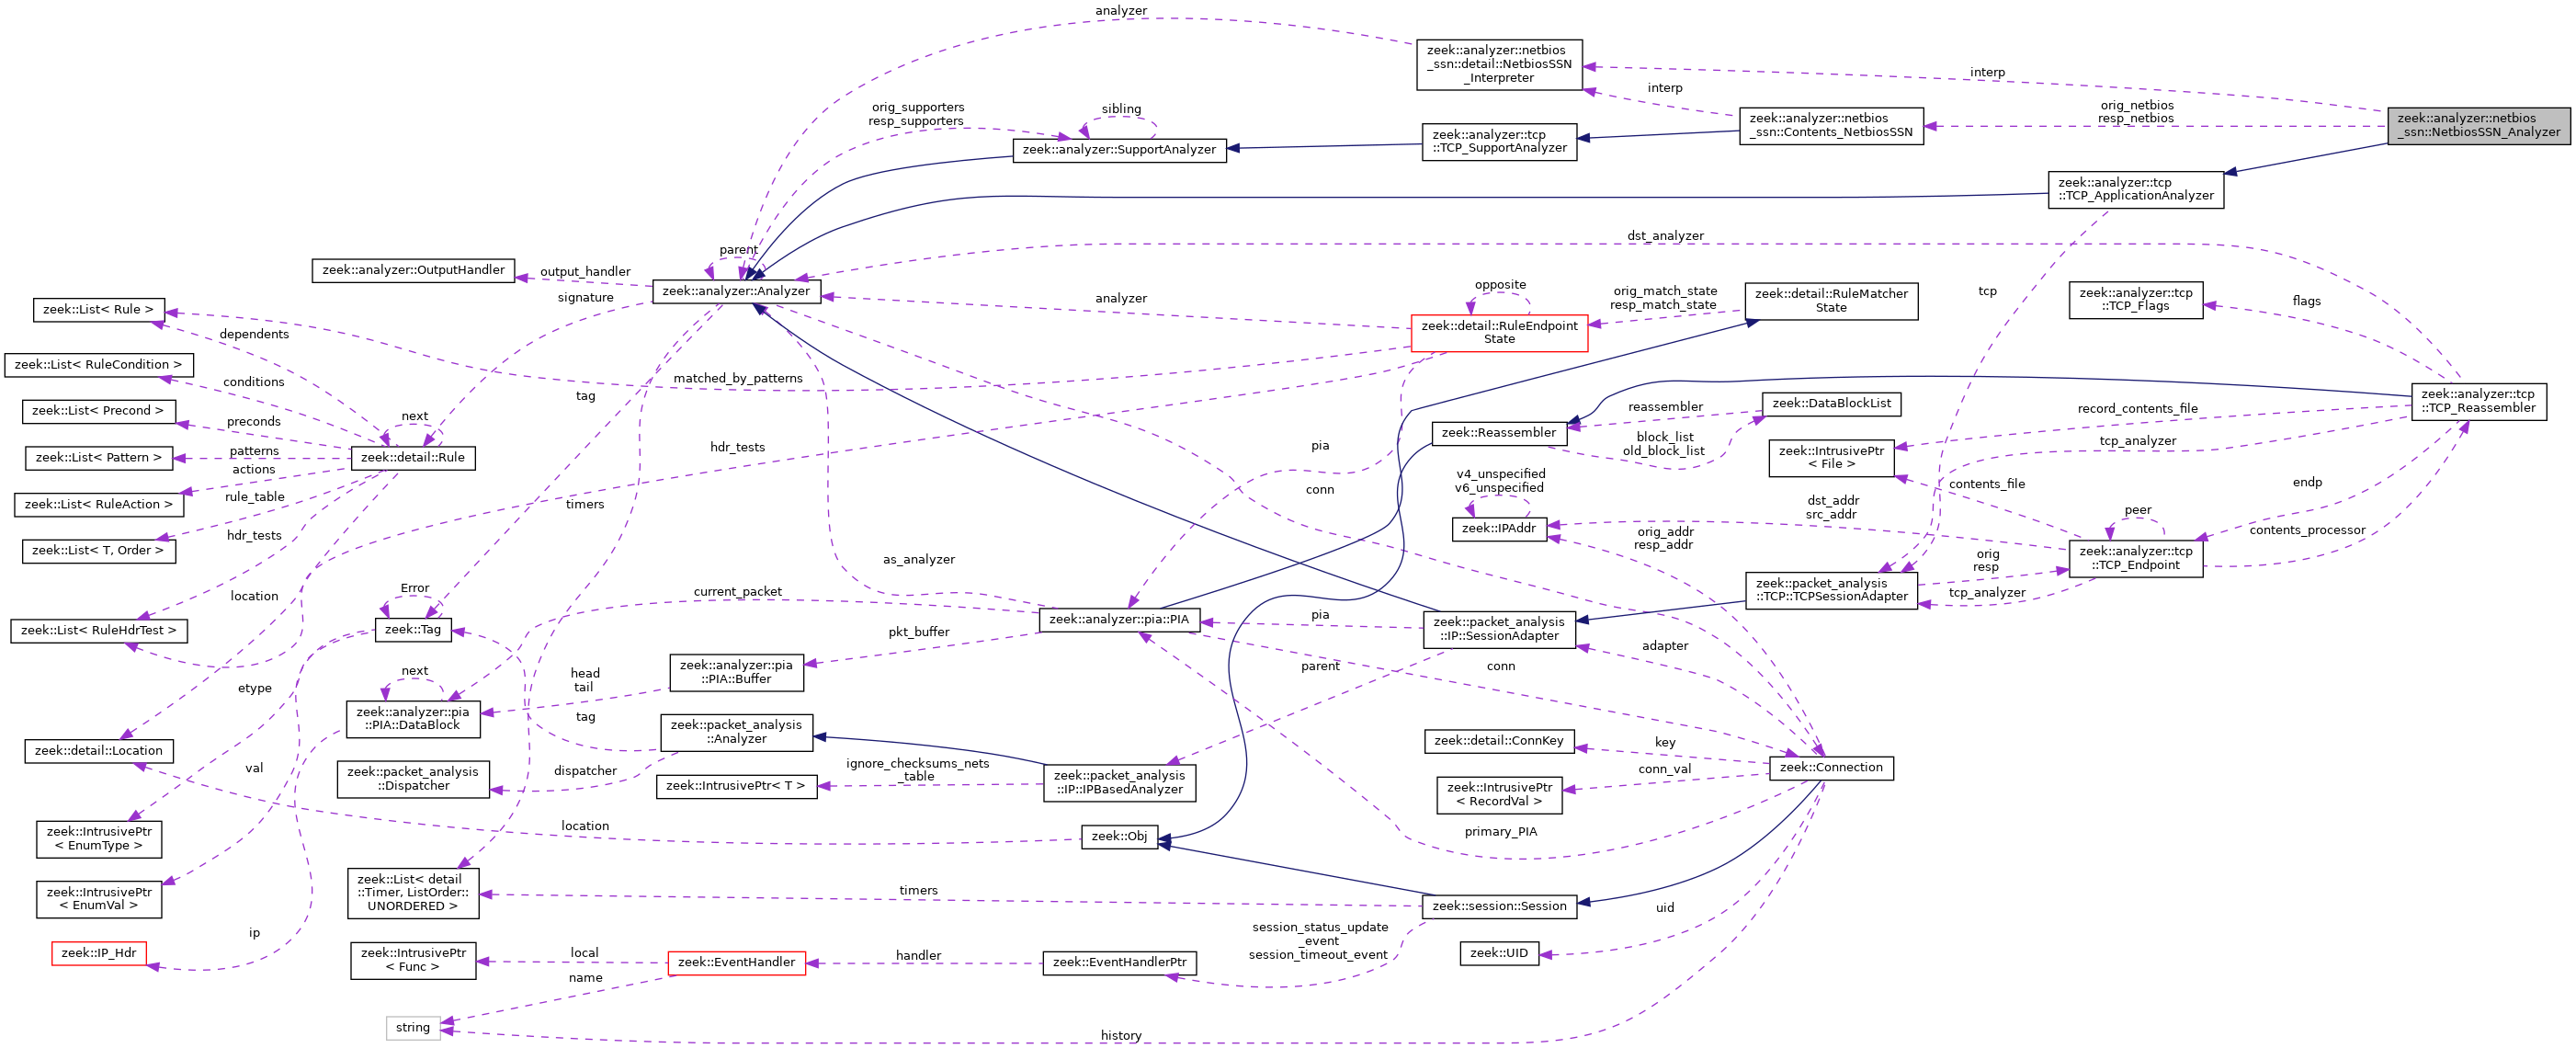 analyzer
zeek::analyzer::netbios
_ssn::detail::NetbiosSSN
_Interpreter
interp
interp
orig_supporters
resp_supporters
sibling
orig_netbios
resp_netbios
zeek::analyzer::netbios
_ssn::NetbiosSSN_Analyzer
zeek::analyzer::netbios
_ssn::Contents_NetbiosSSN
zeek::analyzer::tcp
::TCP_SupportAnalyzer
zeek::analyzer::SupportAnalyzer
zeek::analyzer::tcp
::TCP_ApplicationAnalyzer
dst_analyzer
parent
zeek::analyzer::OutputHandler
output_handler
zeek::analyzer::Analyzer
signature
analyzer
opposite
orig_match_state
resp_match_state
zeek::detail::RuleMatcher
State
tcp
zeek::analyzer::tcp
::TCP_Flags
flags
zeek::List< Rule >
dependents
zeek::detail::RuleEndpoint
State
zeek::List< RuleCondition >
conditions
matched_by_patterns
tag
zeek::List< Precond >
preconds
next
zeek::analyzer::tcp
::TCP_Reassembler
record_contents_file
zeek::DataBlockList
reassembler
zeek::Reassembler
block_list
old_block_list
tcp_analyzer
zeek::List< Pattern >
patterns
zeek::detail::Rule
hdr_tests
pia
zeek::IntrusivePtr
< File >
actions
zeek::List< RuleAction >
rule_table
timers
conn
v4_unspecified
v6_unspecified
contents_file
endp
zeek::IPAddr
dst_addr
src_addr
peer
contents_processor
hdr_tests
zeek::List< T, Order >
orig_addr
resp_addr
as_analyzer
orig
resp
zeek::analyzer::tcp
::TCP_Endpoint
Error
location
current_packet
zeek::packet_analysis
::TCP::TCPSessionAdapter
tcp_analyzer
zeek::List< RuleHdrTest >
zeek::Tag
pkt_buffer
zeek::analyzer::pia::PIA
pia
zeek::packet_analysis
::IP::SessionAdapter
adapter
next
head
tail
zeek::analyzer::pia
::PIA::Buffer
parent
conn
etype
zeek::analyzer::pia
::PIA::DataBlock
tag
zeek::packet_analysis
::Analyzer
zeek::detail::ConnKey
key
zeek::detail::Location
val
zeek::packet_analysis
::Dispatcher
dispatcher
zeek::IntrusivePtr< T >
ignore_checksums_nets
_table
zeek::packet_analysis
::IP::IPBasedAnalyzer
zeek::IntrusivePtr
< RecordVal >
conn_val
zeek::Connection
zeek::IntrusivePtr
< EnumType >
location
zeek::Obj
primary_PIA
zeek::IntrusivePtr
< EnumVal >
zeek::List< detail
::Timer, ListOrder::
UNORDERED >
timers
zeek::session::Session
uid
ip
zeek::IP_Hdr
zeek::IntrusivePtr
< Func >
local
zeek::EventHandler
handler
zeek::EventHandlerPtr
session_status_update
_event
session_timeout_event
zeek::UID
name
string
history